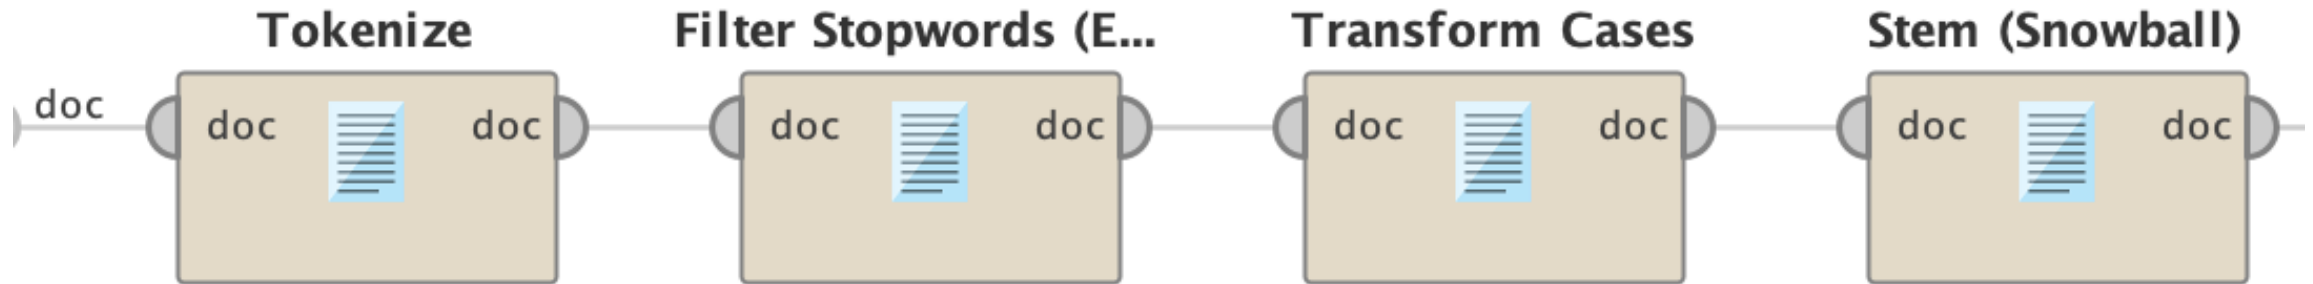 Tokenize
Filter Stopwords (E...
Transform Cases
Stem (Snowball)
doc
doc
doc
doc
doc
doc
doc
doc
doc